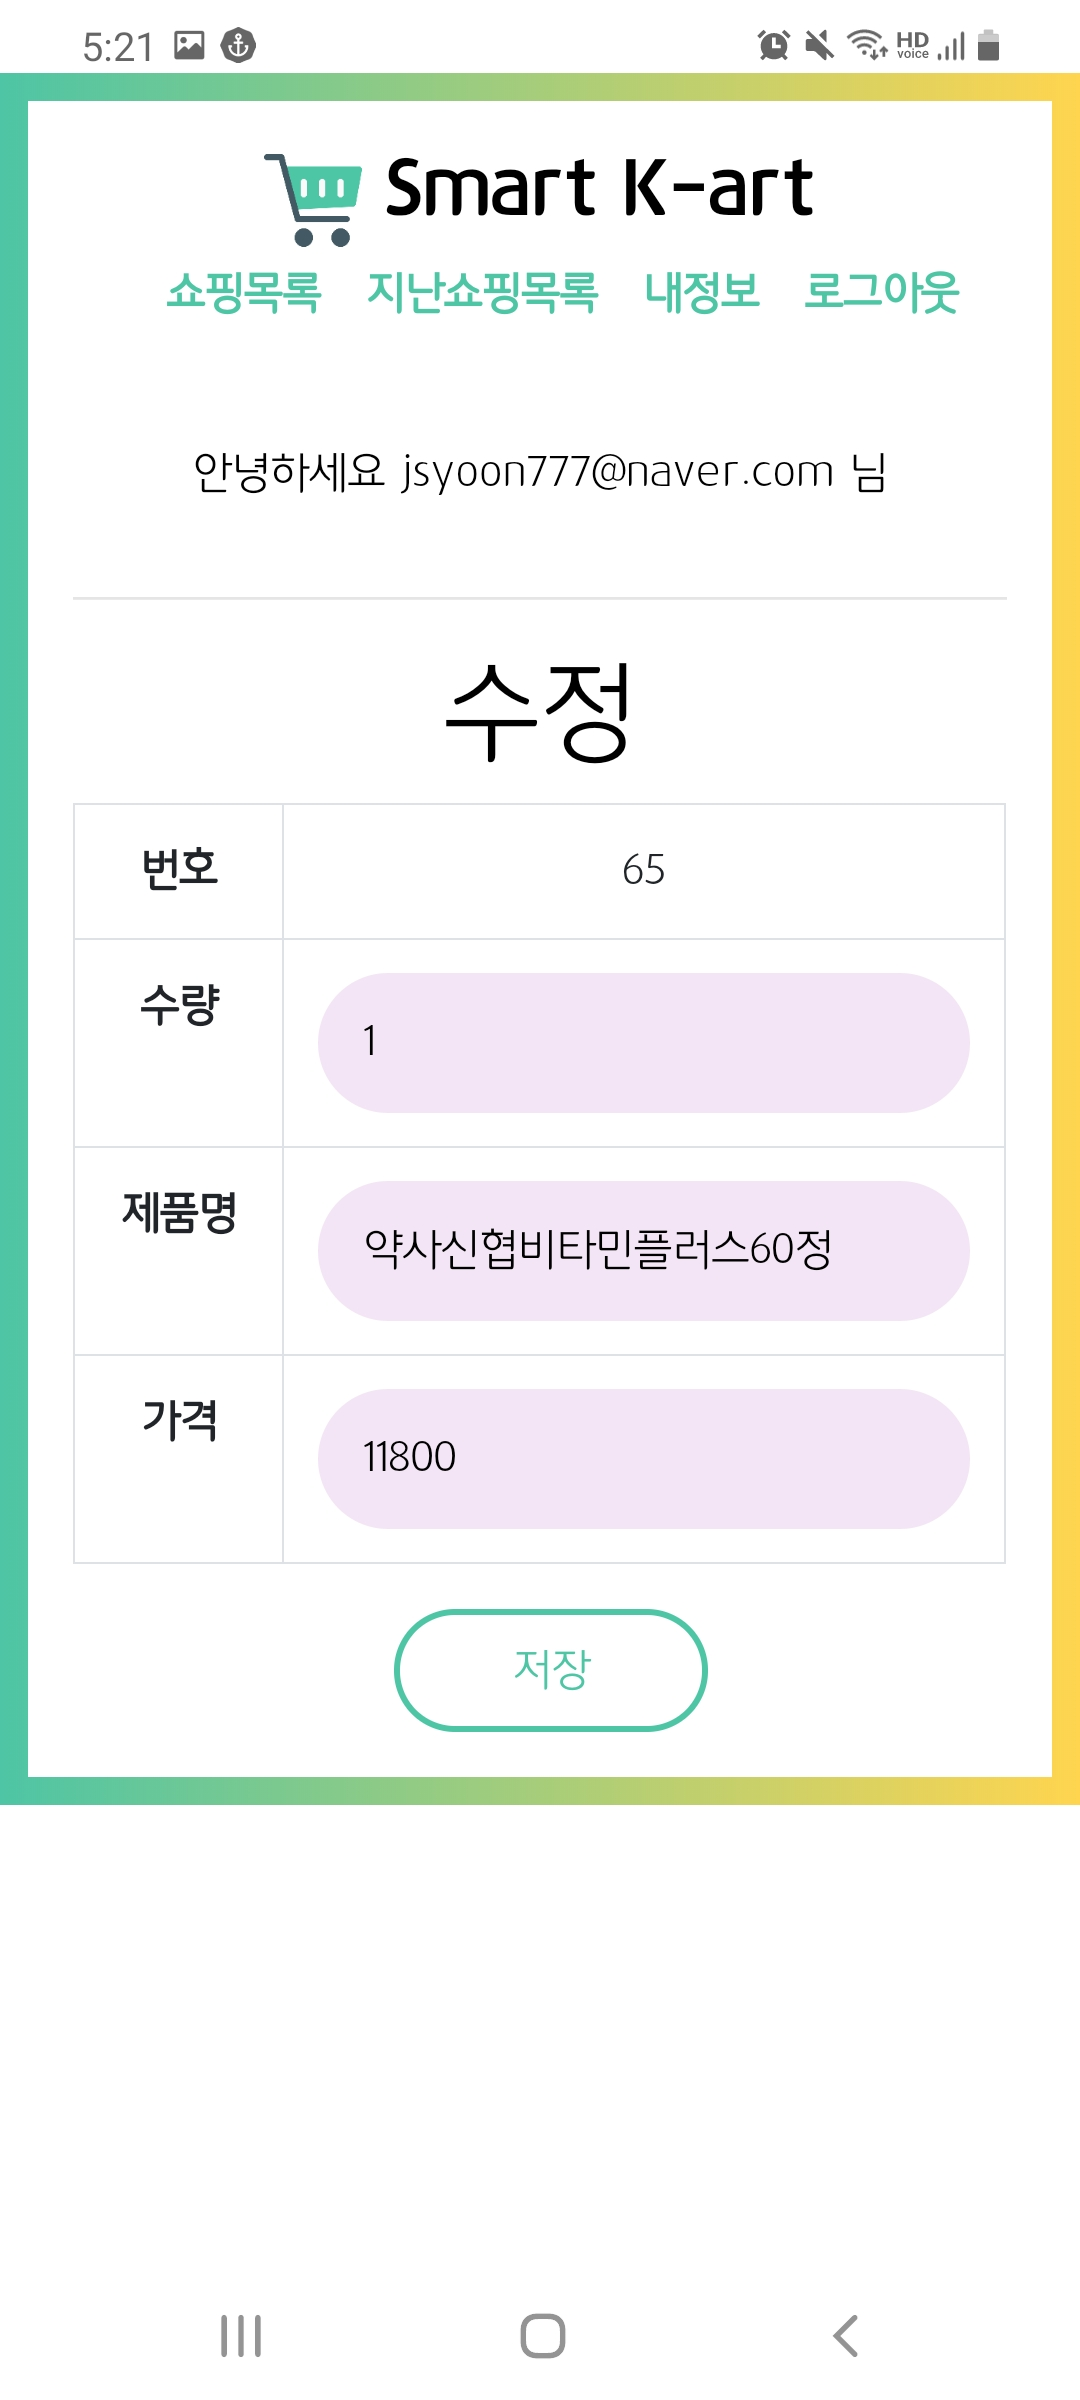 5:21 HD voice
Smart K-art
쇼핑목록 지난쇼핑목록 내정보 로그아웃
안녕하세요 jsyoon777@naver.com 님
수정
번호 65
수량 1
제품명 약사신협비타민플러스60정
가격 11800
저장